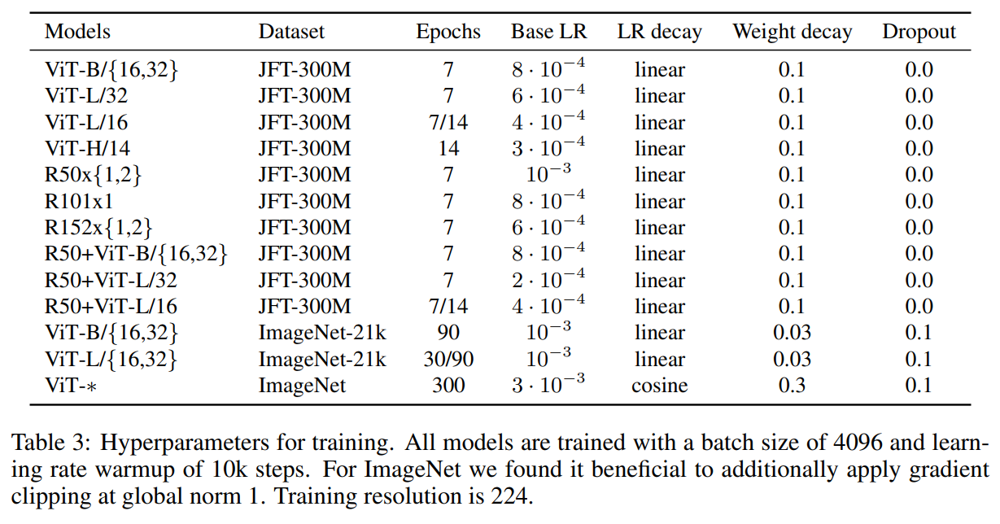 Models Dataset Epochs Base LR LR decay Weight decay Dropout
ViT-B/{16,32} JFT-300M 7 8 · 10⁻⁴ linear 0.1 0.0
ViT-L/32 JFT-300M 7 6 · 10⁻⁴ linear 0.1 0.0
ViT-L/16 JFT-300M 7/14 4 · 10⁻⁴ linear 0.1 0.0
ViT-H/14 JFT-300M 14 3 · 10⁻⁴ linear 0.1 0.0
R50x{1,2} JFT-300M 7 10⁻³ linear 0.1 0.0
R101x1 JFT-300M 7 8 · 10⁻⁴ linear 0.1 0.0
R152x{1,2} JFT-300M 7 6 · 10⁻⁴ linear 0.1 0.0
R50+ViT-B/{16,32} JFT-300M 7 8 · 10⁻⁴ linear 0.1 0.0
R50+ViT-L/32 JFT-300M 7 2 · 10⁻⁴ linear 0.1 0.0
R50+ViT-L/16 JFT-300M 7/14 4 · 10⁻⁴ linear 0.1 0.0
ViT-B/{16,32} ImageNet-21k 90 10⁻³ linear 0.03 0.1
ViT-L/{16,32} ImageNet-21k 30/90 10⁻³ linear 0.03 0.1
ViT-∗ ImageNet 300 3 · 10⁻³ cosine 0.3 0.1
Table 3: Hyperparameters for training. All models are trained with a batch size of 4096 and learn-
ing rate warmup of 10k steps. For ImageNet we found it beneficial to additionally apply gradient
clipping at global norm 1. Training resolution is 224.